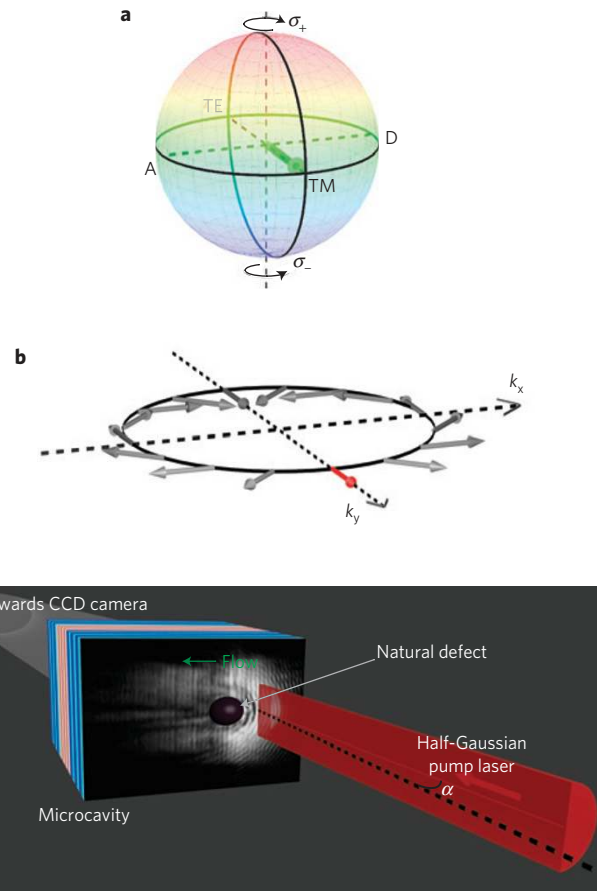 a
σ+
TE
D
A
TM
σ−
b
kx
ky
wards CCD camera
Flow
Natural defect
Half-Gaussian
pump laser
α
Microcavity